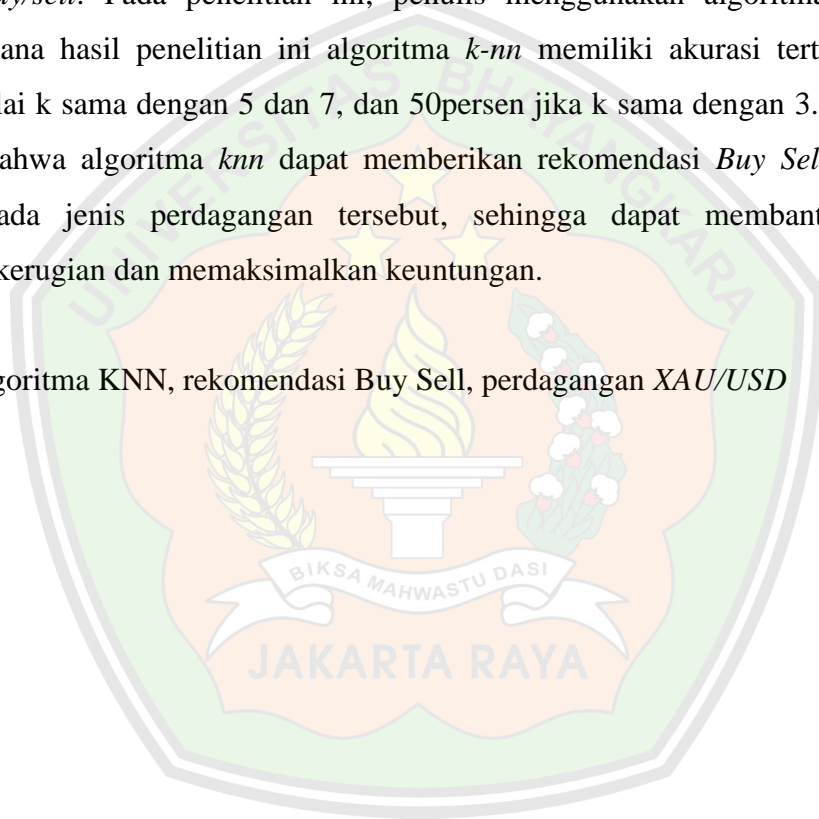 uy/sell. Pada penelitian ini, penulis menggunakan algoritma
ana hasil penelitian ini algoritma k-nn memiliki akurasi tert
lai k sama dengan 5 dan 7, dan 50persen jika k sama dengan 3.
ahwa algoritma knn dapat memberikan rekomendasi Buy Sel
ada jenis perdagangan tersebut, sehingga dapat membant
kerugian dan memaksimalkan keuntungan.
goritma KNN, rekomendasi Buy Sell, perdagangan XAU/USD
UNIVERSITAS BHAYANGKARA
BIKSA MAHWASTU DASI
JAKARTA RAYA